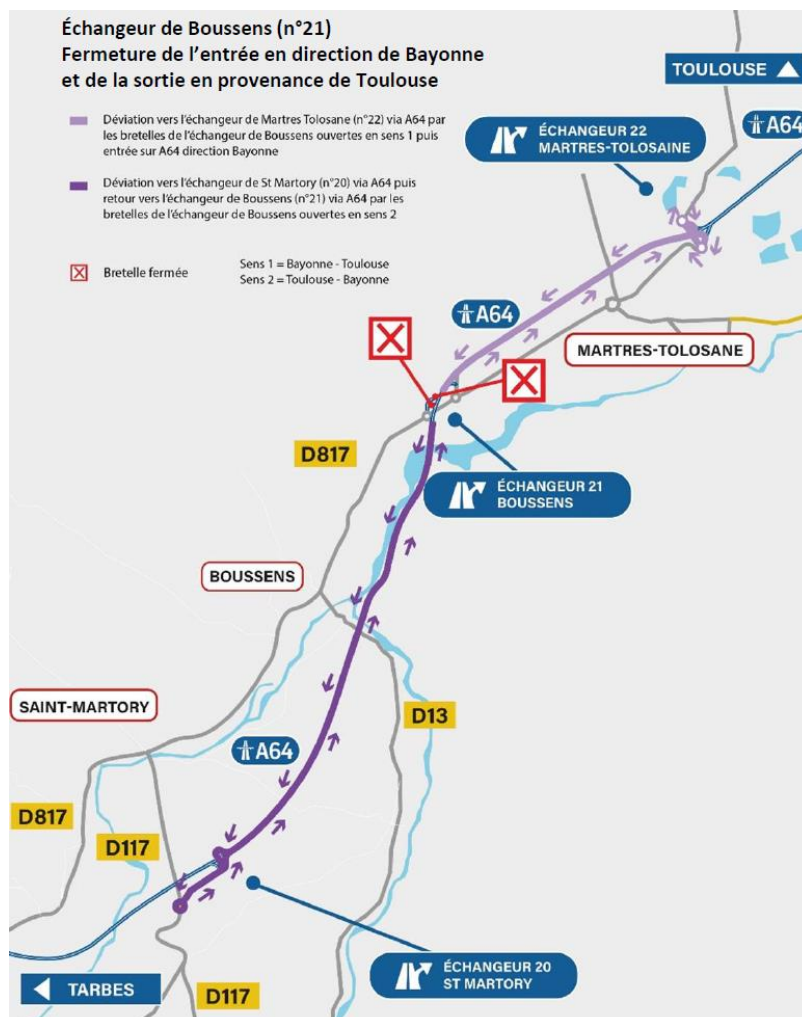 Échangeur de Boussens (n°21)
Fermeture de l'entrée en direction de Bayonne
et de la sortie en provenance de Toulouse
TOULOUSE
Déviation vers l'échangeur de Martres Tolosane (n°22) via A64 par
les bretelles de l'échangeur de Boussens ouvertes en sens 1 puis
entrée sur A64 direction Bayonne
ÉCHANGEUR 22
MARTRES-TOLOSAINE
A64
Déviation vers l'échangeur de St Martory (n°20) via A64 puis
retour vers l'échangeur de Boussens (n°21) via A64 par les
bretelles de l'échangeur de Boussens ouvertes en sens 2
Bretelle fermée
Sens 1 = Bayonne - Toulouse
Sens 2 = Toulouse - Bayonne
A64
MARTRES-TOLOSANE
D817
ÉCHANGEUR 21
BOUSSENS
BOUSSENS
SAINT-MARTORY
D13
A64
D817
D117
ÉCHANGEUR 20
ST MARTORY
TARBES
D117